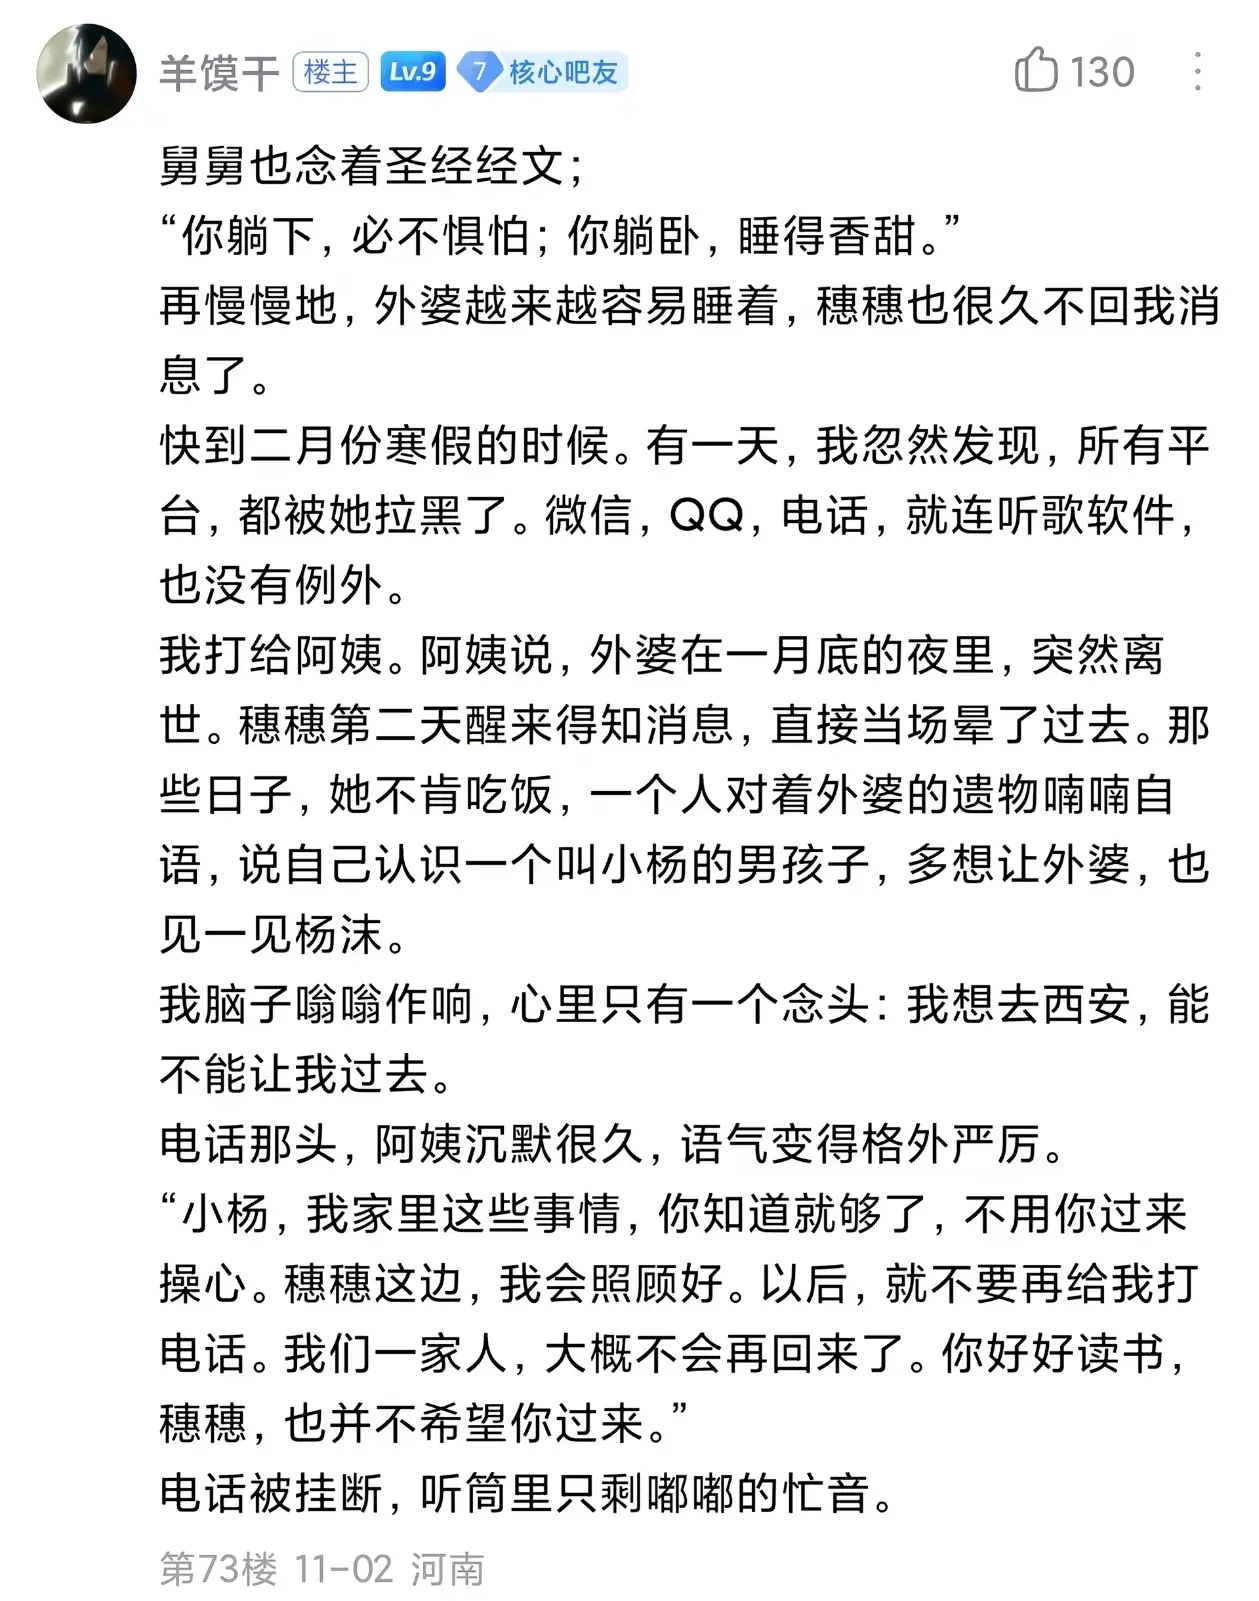 羊馍干 楼主 Lv.9 7 核心吧友 130
舅舅也念着圣经经文；
“你躺下，必不惧怕；你躺卧，睡得香甜。”
再慢慢地，外婆越来越容易睡着，穗穗也很久不回我消
息了。
快到二月份寒假的时候。有一天，我忽然发现，所有平
台，都被她拉黑了。微信，QQ，电话，就连听歌软件，
也没有例外。
我打给阿姨。阿姨说，外婆在一月底的夜里，突然离
世。穗穗第二天醒来得知消息，直接当场晕了过去。那
些日子，她不肯吃饭，一个人对着外婆的遗物喃喃自
语，说自己认识一个叫小杨的男孩子，多想让外婆，也
见一见杨沫。
我脑子嗡嗡作响，心里只有一个念头：我想去西安，能
不能让我过去。
电话那头，阿姨沉默很久，语气变得格外严厉。
“小杨，我家里这些事情，你知道就够了，不用你过来
操心。穗穗这边，我会照顾好。以后，就不要再给我打
电话。我们一家人，大概不会再回来了。你好好读书，
穗穗，也并不希望你过来。”
电话被挂断，听筒里只剩嘟嘟的忙音。
第73楼 11-02 河南